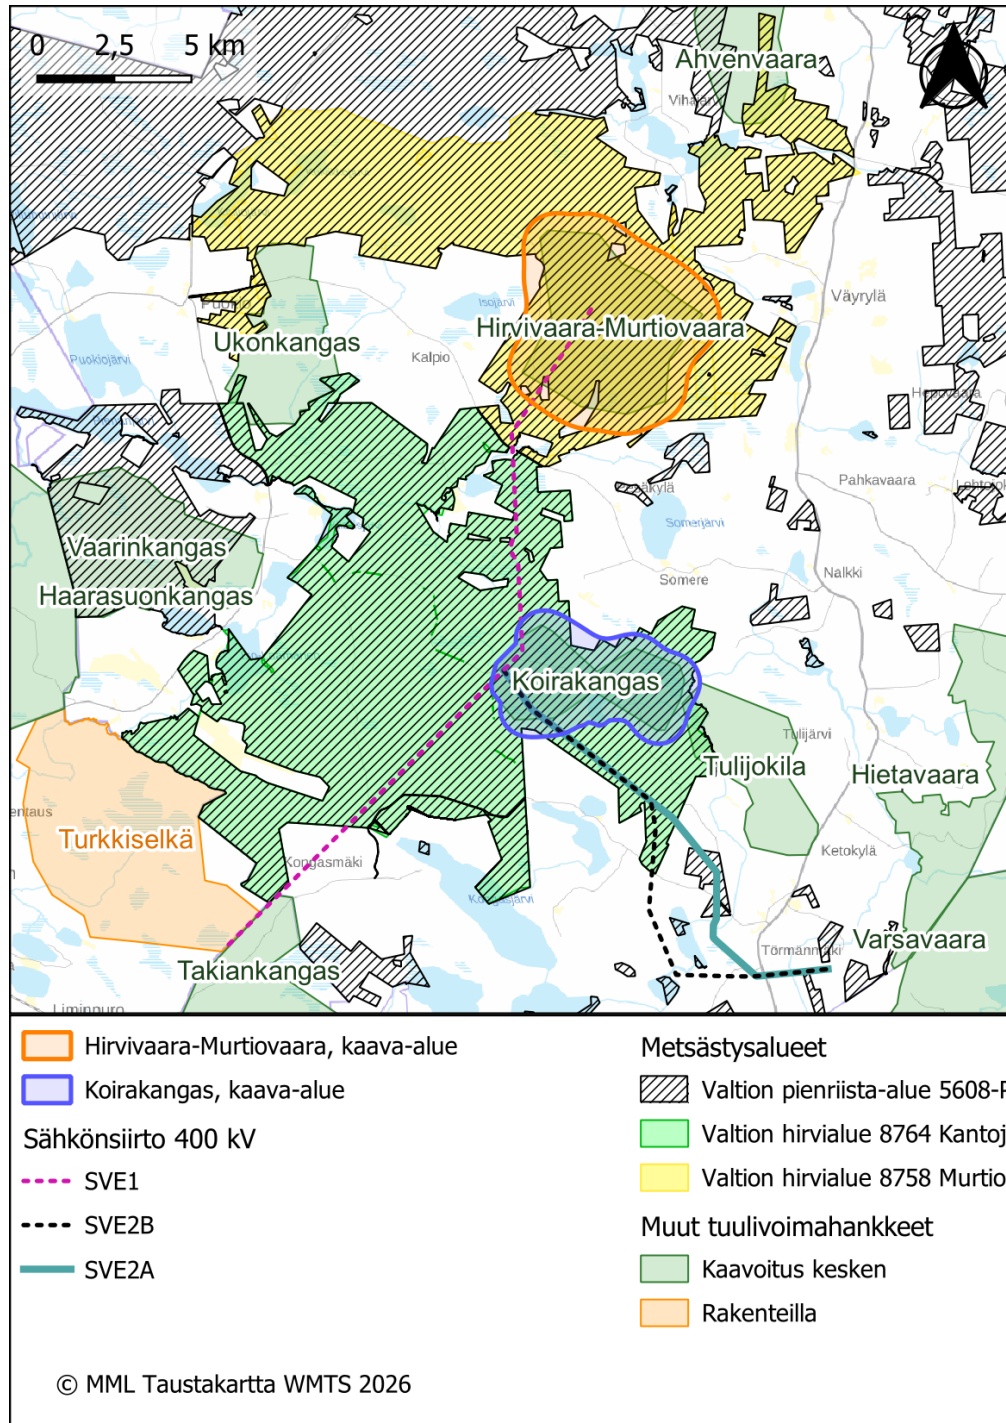 0 2,5 5 km
Ahvenvaara
Väyrylä
Isojärvi
Hirvivaara-Murtiovaara
Ukonkangas
Kalpio
Puokiojärvi
Pahkavaara
Somerjärvi
Vaarinkangas
Somere
Nalkki
Haarasuonkangas
Koirakangas
Tulijärvi
Tulijokila
Hietavaara
Turkkiselkä
Ketokylä
Kongasmäki
Varsavaara
Törmänmäki
Takiankangas
Liminpuro
Hirvivaara-Murtiovaara, kaava-alue
Koirakangas, kaava-alue
Sähkönsiirto 400 kV
SVE1
SVE2B
SVE2A
Metsästysalueet
Valtion pienriista-alue 5608-P
Valtion hirvialue 8764 Kantoj
Valtion hirvialue 8758 Murtio
Muut tuulivoimahankkeet
Kaavoitus kesken
Rakenteilla
© MML Taustakartta WMTS 2026